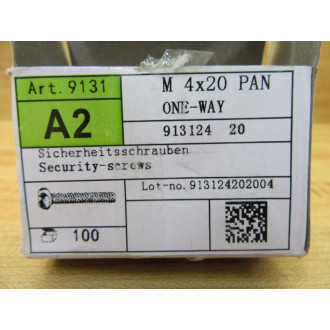 Art. 9131
A2
M 4x20 PAN
ONE-WAY
913124 20
Sicherheitsschrauben
Security-screws
Lot-no.913124202004
100